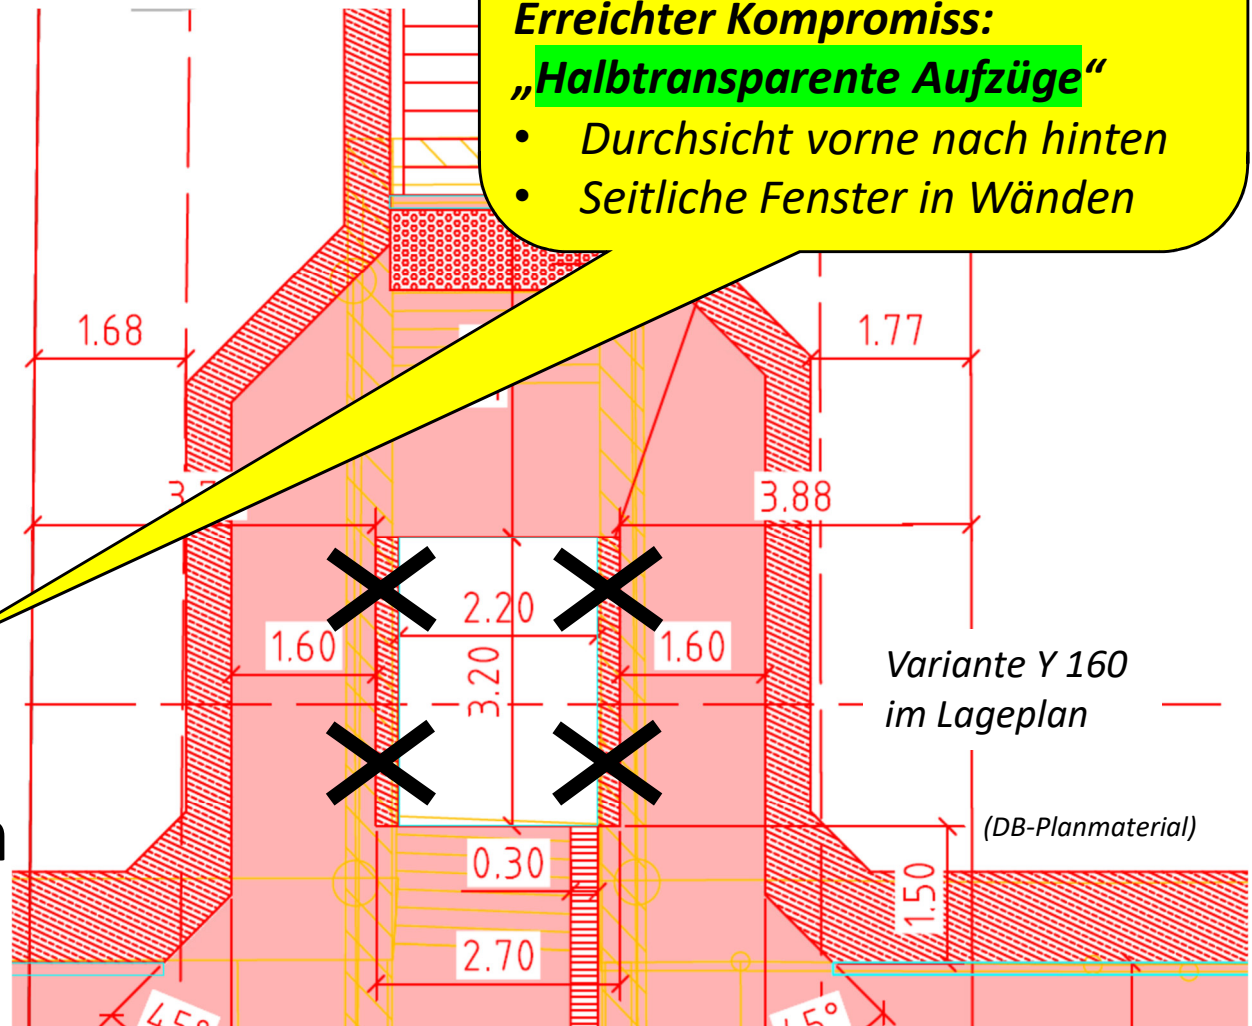 Erreichter Kompromiss:
„Halbtransparente Aufzüge“
• Durchsicht vorne nach hinten
• Seitliche Fenster in Wänden
1.68
1.77
3.88
2.20
1.60
3.20
1.60
Variante Y 160
im Lageplan
(DB-Planmaterial)
0.30
1.50
2.70